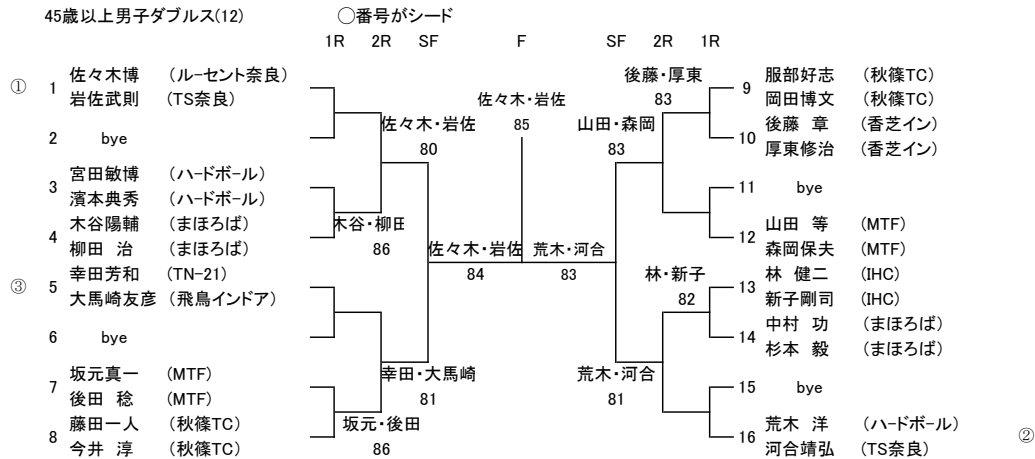 45歳以上男子ダブルス(12) ○番号がシード
1R 2R SF F SF 2R 1R
① 1 佐々木博 (ルーセント奈良)
岩佐武則 (TS奈良)
2 bye
3 宮田敏博 (ハードボール)
濱本典秀 (ハードボール)
4 木谷陽輔 (まほろば)
柳田 治 (まほろば)
③ 5 幸田芳和 (TN-21)
大馬崎友彦 (飛鳥インドア)
6 bye
7 坂元真一 (MTF)
後田 稔 (MTF)
8 藤田一人 (秋篠TC)
今井 淳 (秋篠TC)
佐々木・岩佐
80
木谷・柳田
86
幸田・大馬崎
81
坂元・後田
86
佐々木・岩佐
84
佐々木・岩佐
85
荒木・河合
83
山田・森岡
83
後藤・厚東
83
林・新子
82
荒木・河合
81
9 服部好志 (秋篠TC)
岡田博文 (秋篠TC)
10 後藤 章 (香芝イン)
厚東修治 (香芝イン)
11 bye
12 山田 等 (MTF)
森岡保夫 (MTF)
13 林 健二 (IHC)
新子剛司 (IHC)
14 中村 功 (まほろば)
杉本 毅 (まほろば)
15 bye
16 荒木 洋 (ハードボール)
河合靖弘 (TS奈良) ②